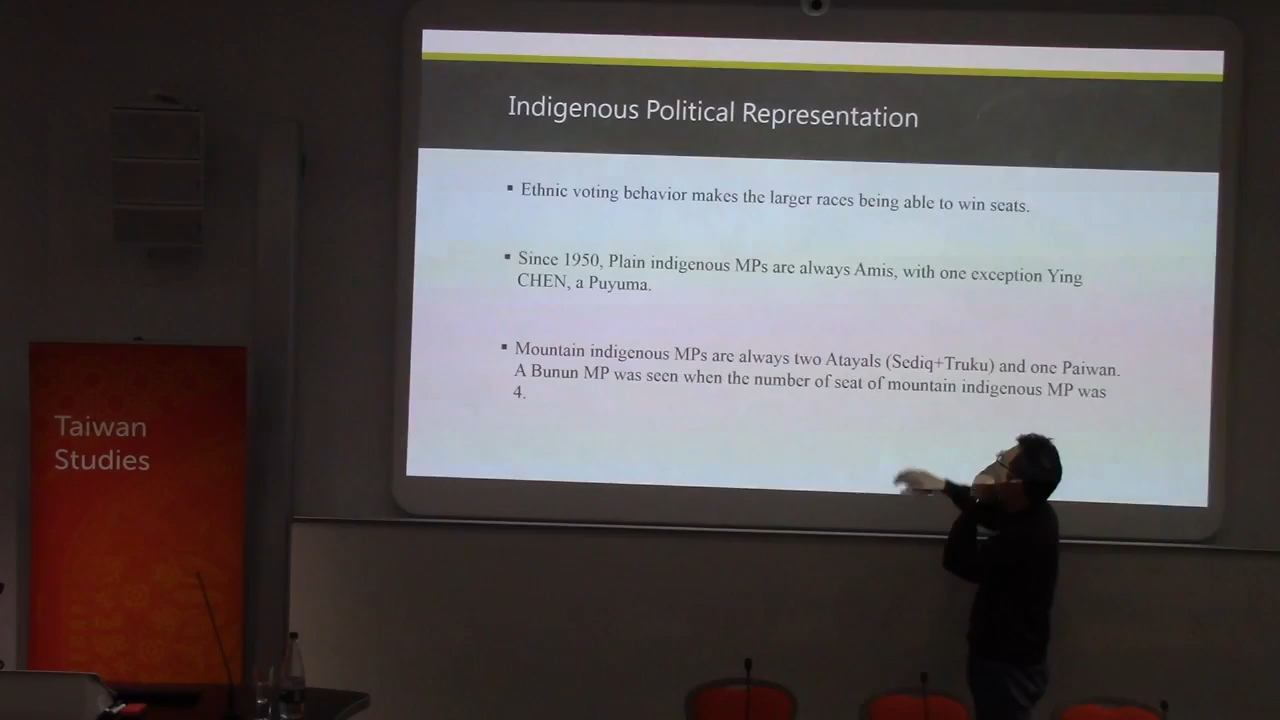 Indigenous Political Representation
▪ Ethnic voting behavior makes the larger races being able to win seats.
▪ Since 1950, Plain indigenous MPs are always Amis, with one exception Ying
CHEN, a Puyuma.
▪ Mountain indigenous MPs are always two Atayals (Sediq+Truku) and one Paiwan.
A Bunun MP was seen when the number of seat of mountain indigenous MP was
4.
Taiwan
Studies